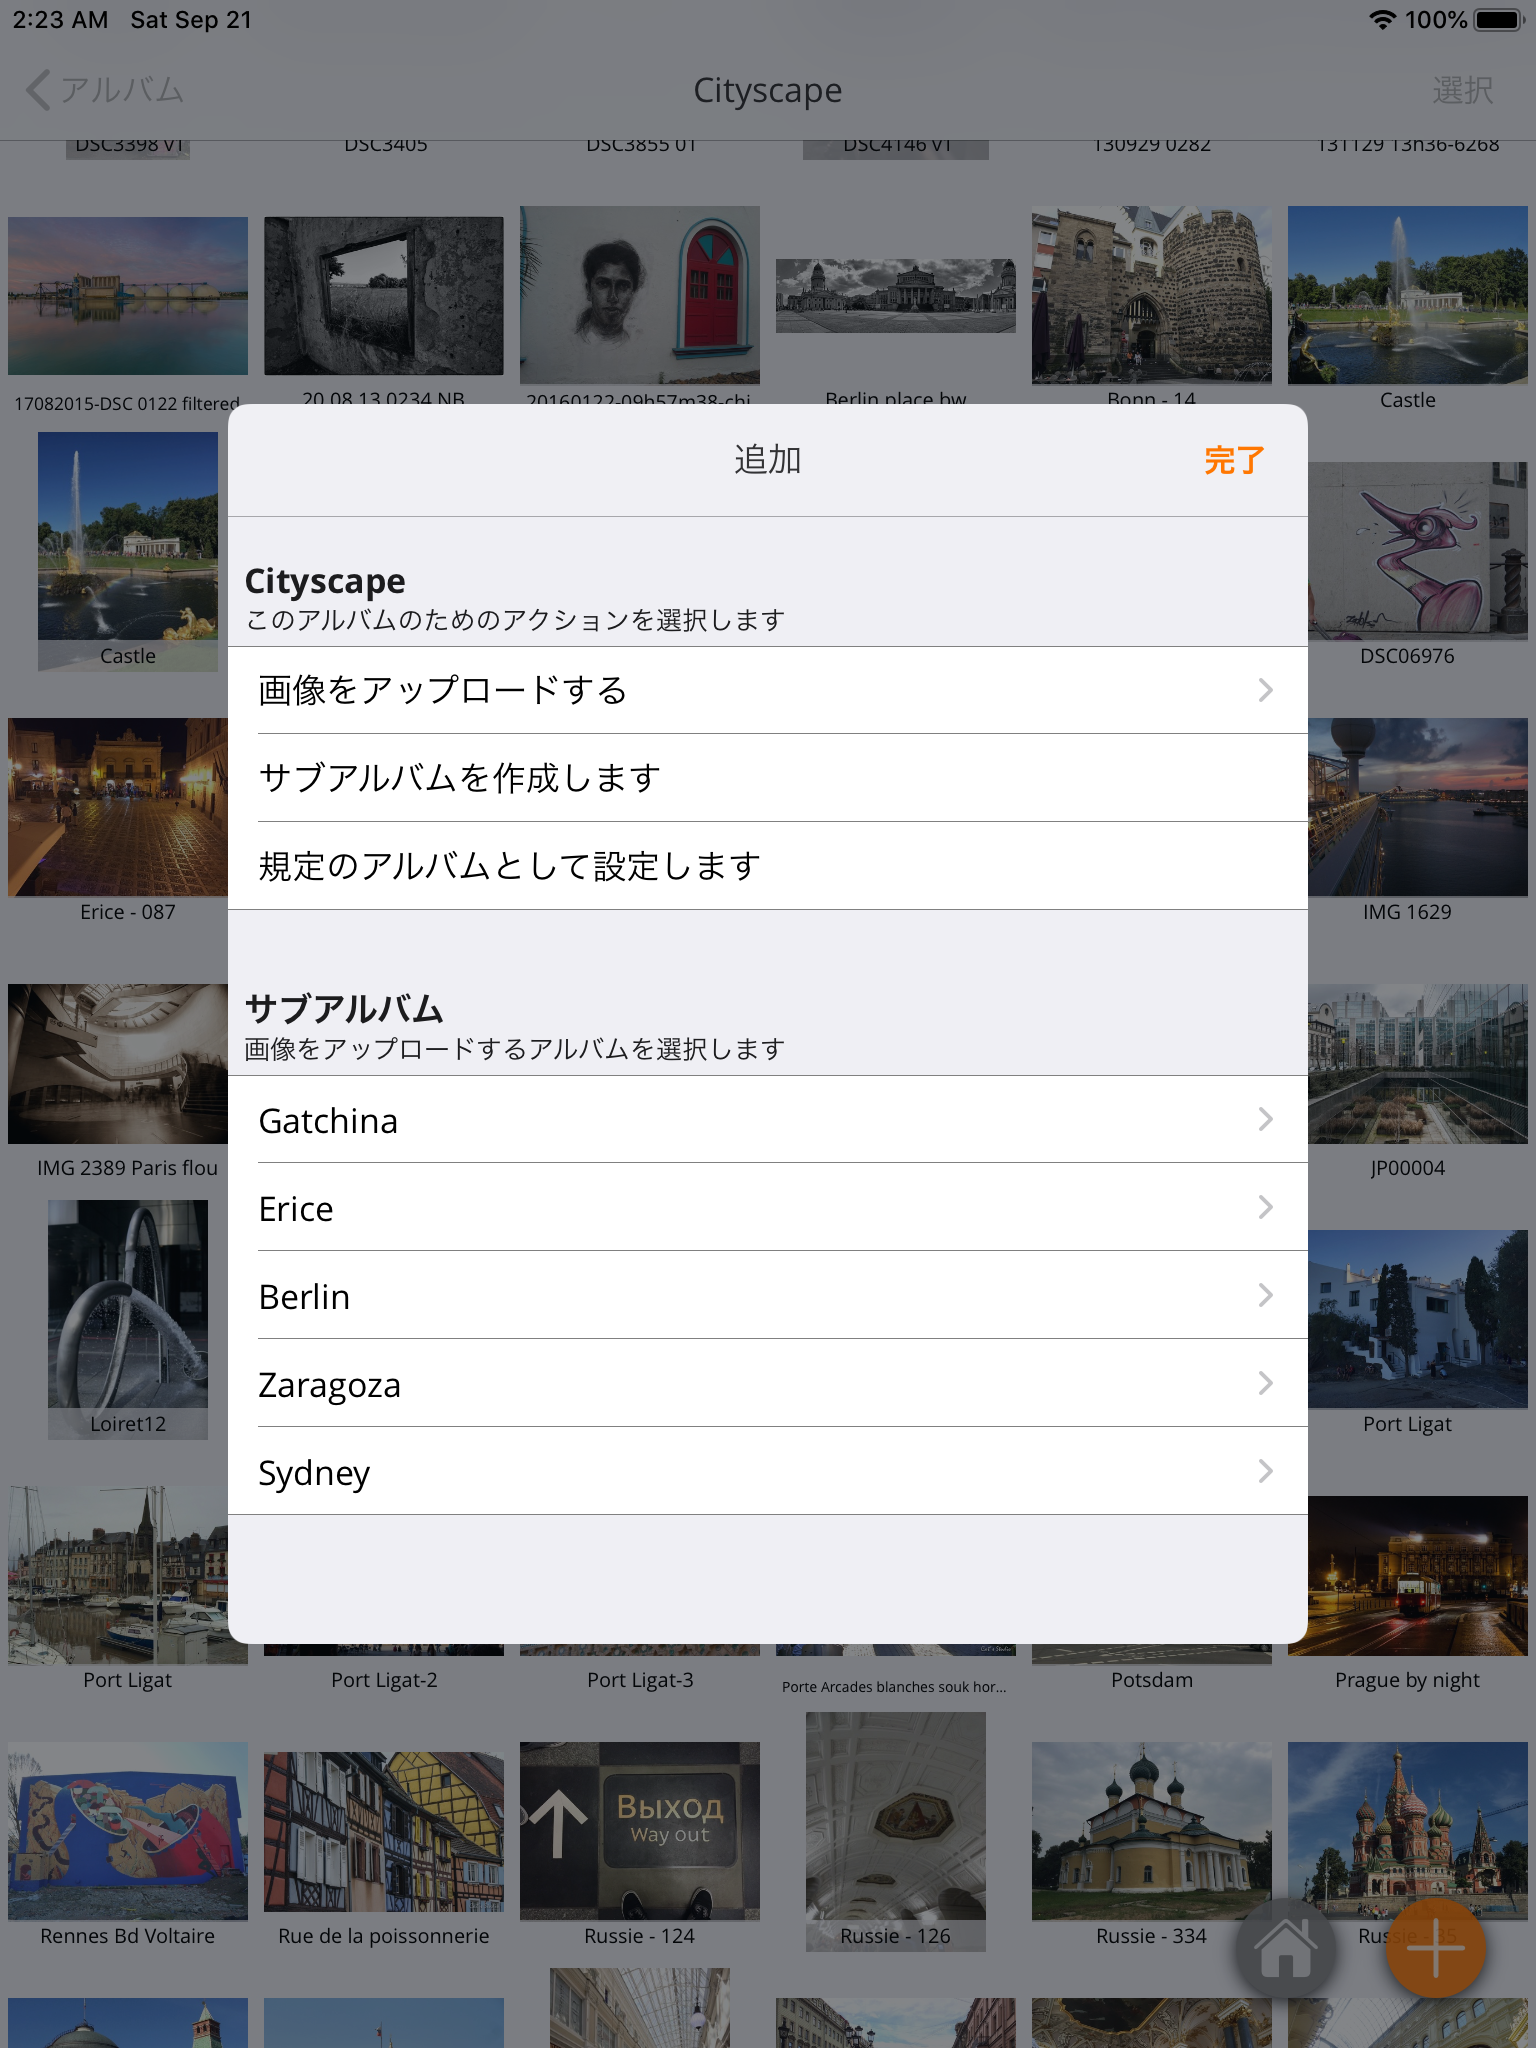 2:23 AM Sat Sep 21
100%
アルバム
Cityscape
選択
DSC3398 v1
DSC3405
DSC3855 01
DSC4146 v1
130929 0282
131129 13h36-6268
17082015-DSC 0122 filtered
20 08 13 0234 NB
20160122-09h57m38-chi
Berlin place bw
Bonn - 14
Castle
追加
完了
Cityscape
このアルバムのためのアクションを選択します
画像をアップロードする
サブアルバムを作成します
規定のアルバムとして設定します
サブアルバム
画像をアップロードするアルバムを選択します
Gatchina
Erice
Berlin
Zaragoza
Sydney
Castle
DSC06976
Erice - 087
IMG 1629
IMG 2389 Paris flou
JP00004
Loiret12
Port Ligat
Port Ligat
Port Ligat-2
Port Ligat-3
Porte Arcades blanches souk hor...
Potsdam
Prague by night
Выход
Way out
Rennes Bd Voltaire
Rue de la poissonnerie
Russie - 124
Russie - 126
Russie - 334
Russie - 35